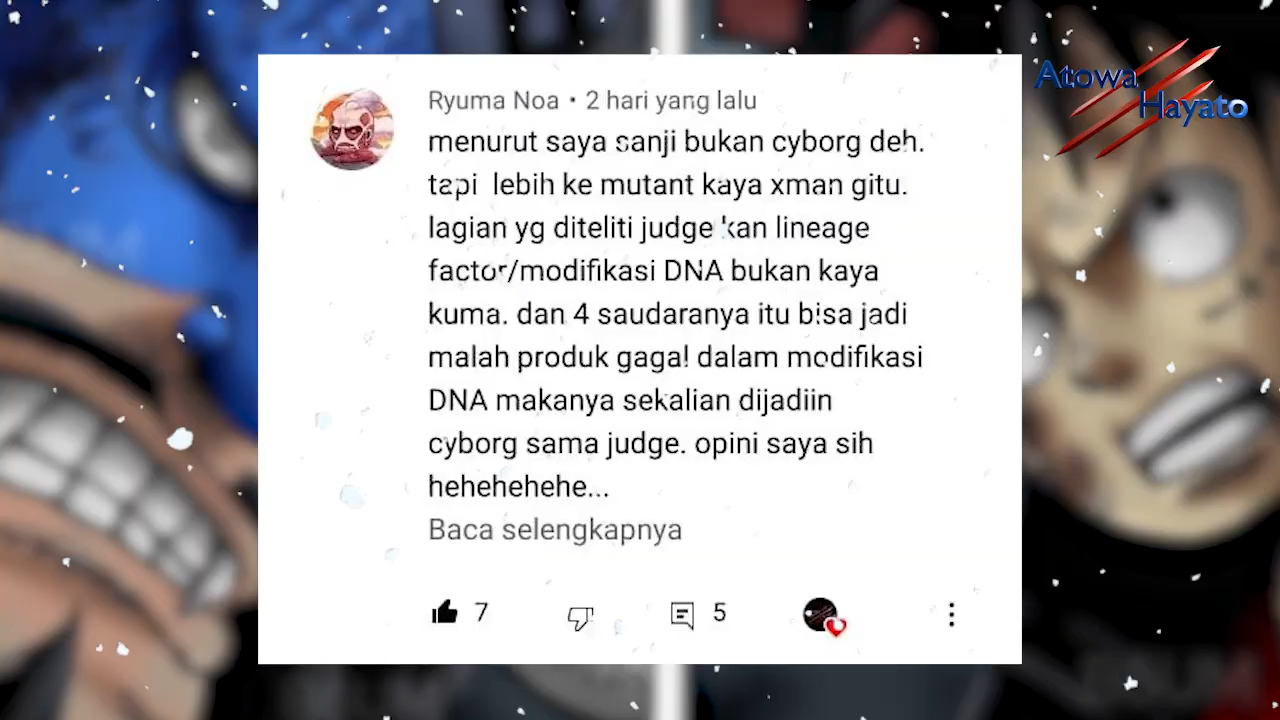 Atowa
Hayato
Ryuma Noa • 2 hari yang lalu
menurut saya sanji bukan cyborg deh.
tapi lebih ke mutant kaya xman gitu.
lagian yg diteliti judge kan lineage
factor/modifikasi DNA bukan kaya
kuma. dan 4 saudaranya itu bisa jadi
malah produk gagal dalam modifikasi
DNA makanya sekalian dijadiin
cyborg sama judge. opini saya sih
hehehehehe...
Baca selengkapnya
7
5